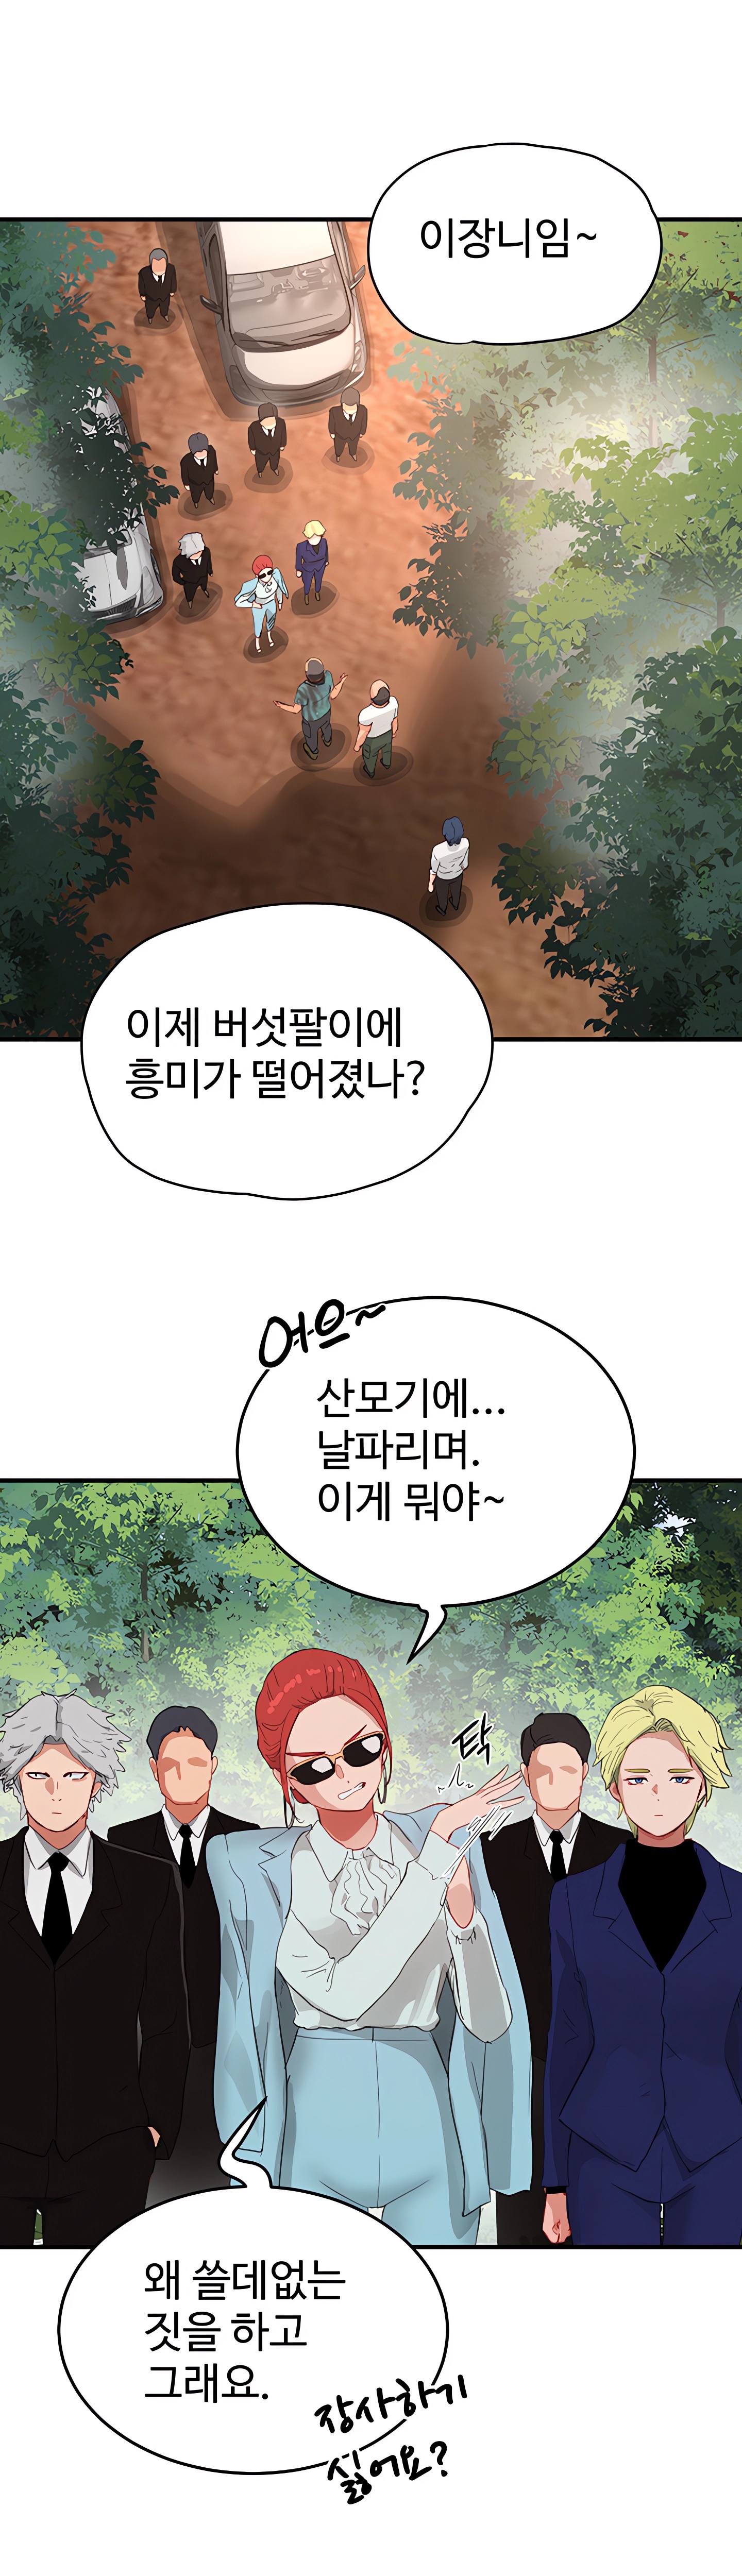 이장니임~
이제 버섯팔이에
흥미가 떨어졌나?
어으~
산모기에...
날파리며.
이게 뭐야~
탁
왜 쓸데없는
짓을 하고
그래요.
장사하기
싫어요?